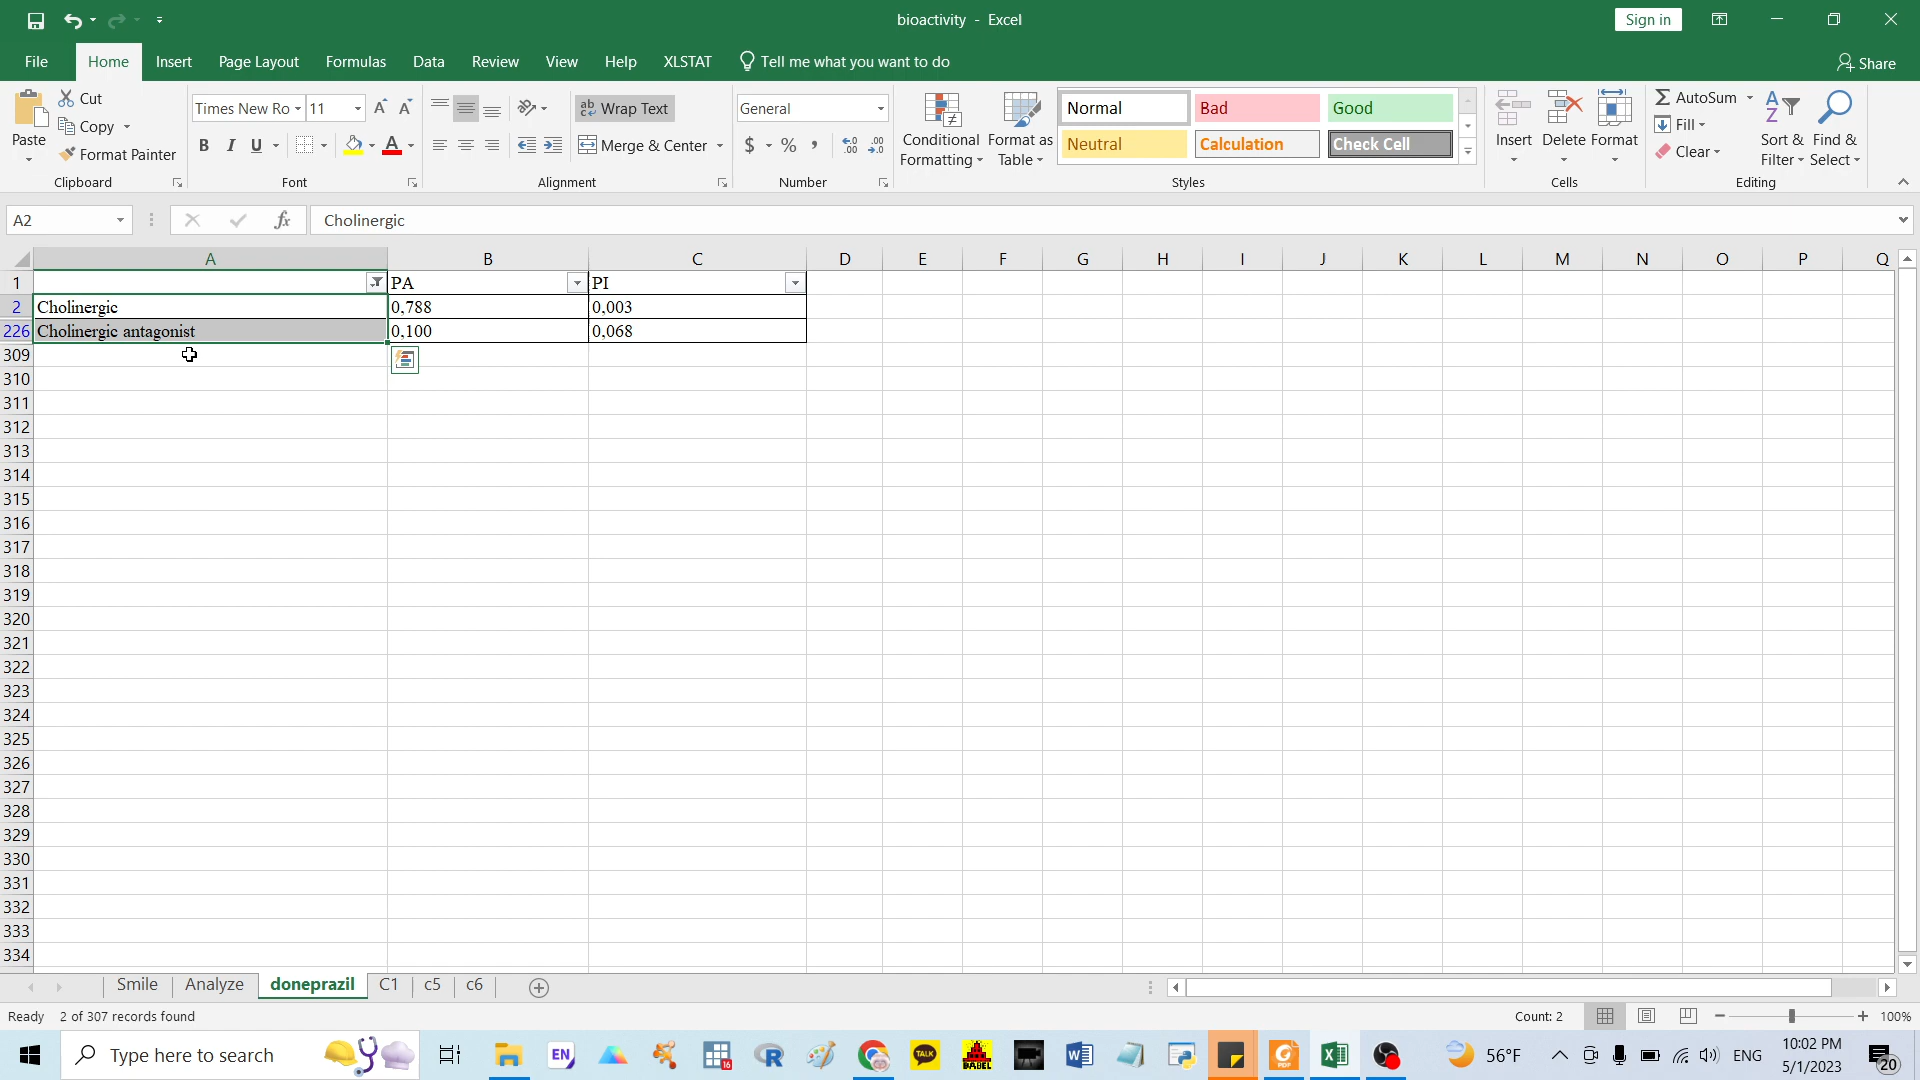 bioactivity - Excel
Sign in
File Home Insert Page Layout Formulas Data Review View Help XLSTAT Tell me what you want to do
Share
Paste
Cut
Copy
Format Painter
Clipboard
Times New Ro 11
B I U
Font
Wrap Text
Merge & Center
Alignment
General
$ % ,
Number
Conditional Formatting
Format as Table
Normal Bad Good
Neutral Calculation Check Cell
Styles
Insert Delete Format
Cells
AutoSum
Fill
Clear
Sort & Filter
Find & Select
Editing
A2 fx Cholinergic
A B C D E F G H I J K L M N O P Q
1 PA PI
2 Cholinergic 0,788 0,003
226 Cholinergic antagonist 0,100 0,068
309
310
311
312
313
314
315
316
317
318
319
320
321
322
323
324
325
326
327
328
329
330
331
332
333
334
Smile Analyze doneprazil C1 c5 c6
Ready 2 of 307 records found Count: 2 100%
Type here to search
EN
16
R
TALK
BABEL
PDF
56°F
ENG
10:02 PM
5/1/2023
20